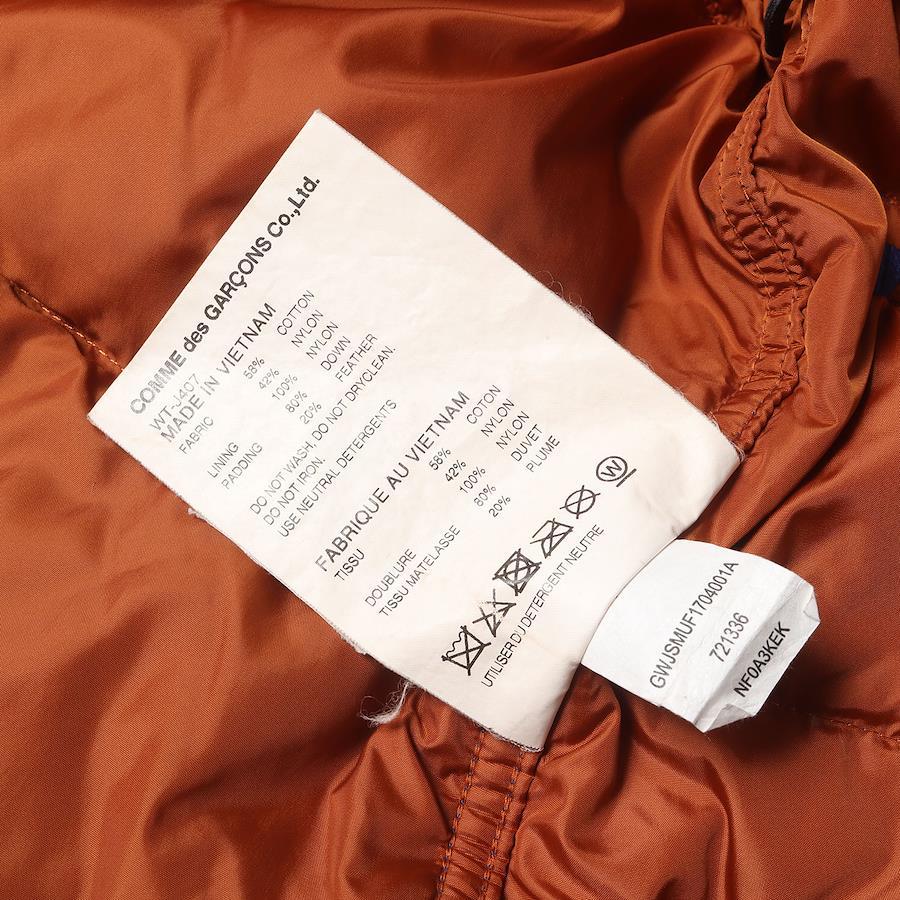 COMME des GARÇONS Co.,Ltd.
WT-J407
MADE IN VIETNAM
FABRIC 58% COTTON
42% NYLON
LINING 100% NYLON
PADDING 80% DOWN
20% FEATHER
DO NOT WASH, DO NOT DRYCLEAN.
DO NOT IRON.
USE NEUTRAL DETERGENTS
FABRIQUE AU VIETNAM
TISSU 58% COTON
42% NYLON
DOUBLURE 100% NYLON
TISSU MATELASSE 80% DUVET
20% PLUME
W
UTILISER DU DETERGENT NEUTRE
GWJSMUF1704001A
721336
NF0A3KEK